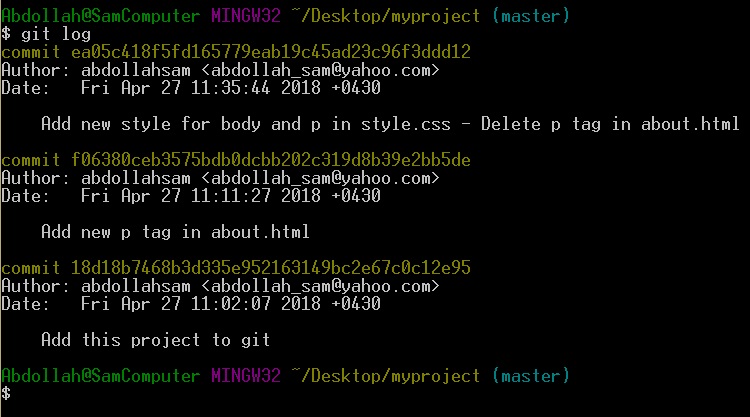 Abdollah@SamComputer MINGW32 ~/Desktop/myproject (master)
$ git log
commit ea05c418f5fd165779eab19c45ad23c96f3ddd12
Author: abdollahsam <abdollah_sam@yahoo.com>
Date:   Fri Apr 27 11:35:44 2018 +0430
    Add new style for body and p in style.css - Delete p tag in about.html
commit f06380ceb3575bdb0dcbb202c319d8b39e2bb5de
Author: abdollahsam <abdollah_sam@yahoo.com>
Date:   Fri Apr 27 11:11:27 2018 +0430
    Add new p tag in about.html
commit 18d18b7468b3d335e952163149bc2e67c0c12e95
Author: abdollahsam <abdollah_sam@yahoo.com>
Date:   Fri Apr 27 11:02:07 2018 +0430
    Add this project to git
Abdollah@SamComputer MINGW32 ~/Desktop/myproject (master)
$